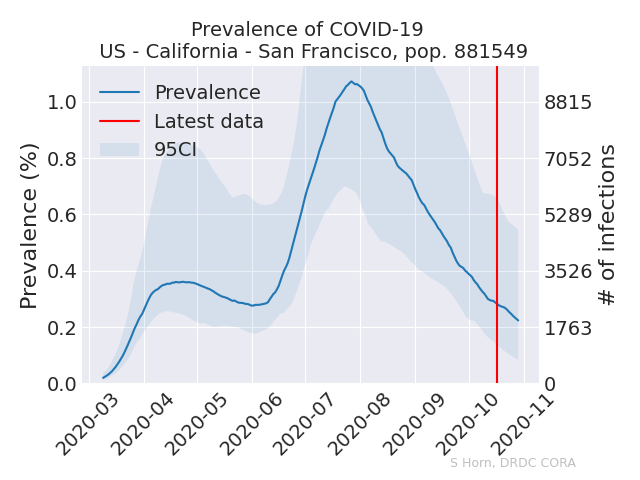 Prevalence of COVID-19
US - California - San Francisco, pop. 881549
Prevalence
Latest data
95CI
Prevalence (%)
1.0
0.8
0.6
0.4
0.2
0.0
8815
7052
5289
3526
1763
0
# of infections
2020-03
2020-04
2020-05
2020-06
2020-07
2020-08
2020-09
2020-10
2020-11
S Horn, DRDC CORA